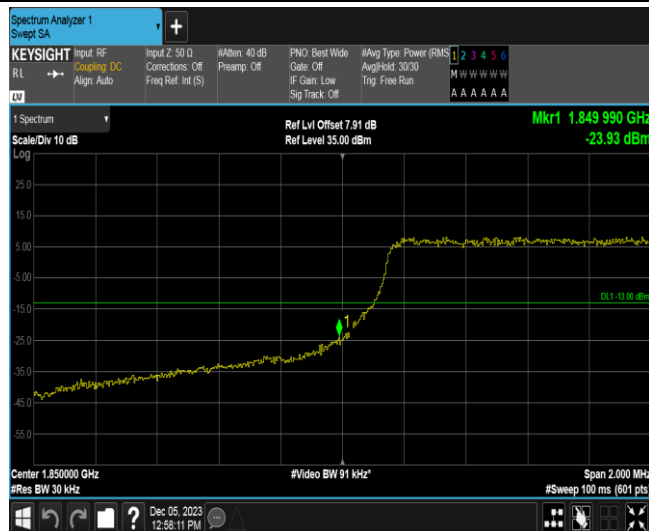 Spectrum Analyzer 1
Swept SA
KEYSIGHT
RL
Input: RF
Coupling: DC
Align: Auto
Input Z: 50 Ω
Corrections: Off
Freq Ref: Int (S)
#Atten: 40 dB
Preamp: Off
PNO: Best Wide
Gate: Off
IF Gain: Low
Sig Track: Off
#Avg Type: Power (RMS
Avg|Hold: 30/30
Trig: Free Run
1 2 3 4 5 6
M W W W W W
A A A A A A
1 Spectrum
Scale/Div 10 dB
Log
Ref Lvl Offset 7.91 dB
Ref Level 35.00 dBm
Mkr1 1.849 990 GHz
-23.93 dBm
25.0
15.0
5.00
-5.00
DL1 -13.00 dBm
-15.0
1
-25.0
-35.0
-45.0
-55.0
Center 1.850000 GHz
#Video BW 91 kHz*
Span 2.000 MHz
#Res BW 30 kHz
#Sweep 100 ms (601 pts)
?
Dec 05, 2023
12:58:11 PM